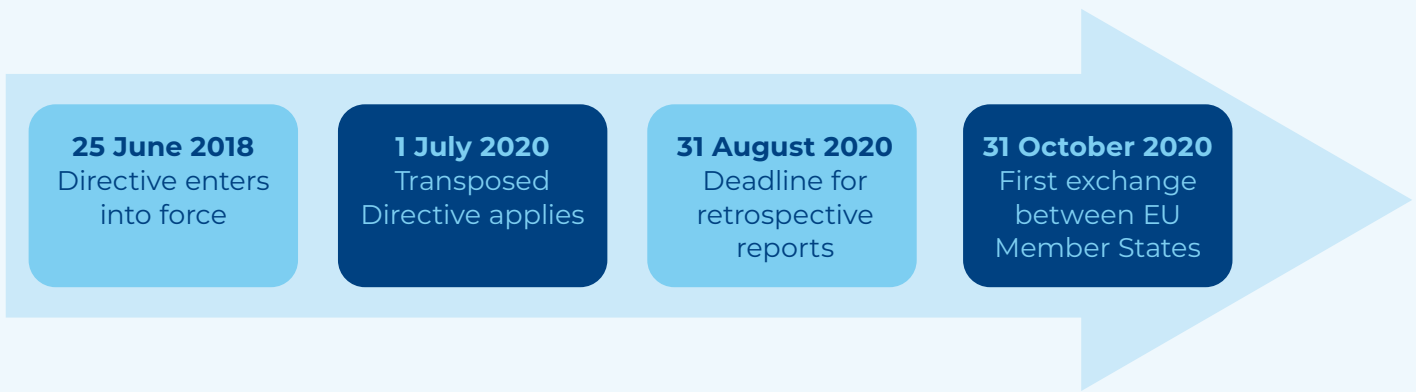 25 June 2018
Directive enters
into force
1 July 2020
Transposed
Directive applies
31 August 2020
Deadline for
retrospective
reports
31 October 2020
First exchange
between EU
Member States